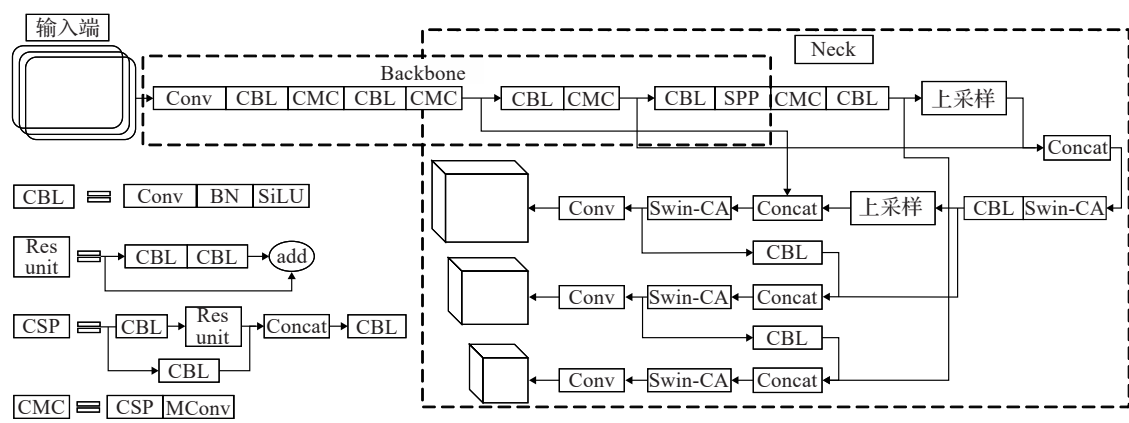 输入端
Neck
Backbone
Conv CBL CMC CBL CMC CBL CMC CBL SPP CMC CBL 上采样
Concat
CBL Conv BN SiLU
Conv Swin-CA Concat 上采样 CBL Swin-CA
Res unit CBL CBL add
CBL
CSP CBL Res unit Concat CBL
Conv Swin-CA Concat
CBL
CBL
Conv Swin-CA Concat
CMC CSP MConv